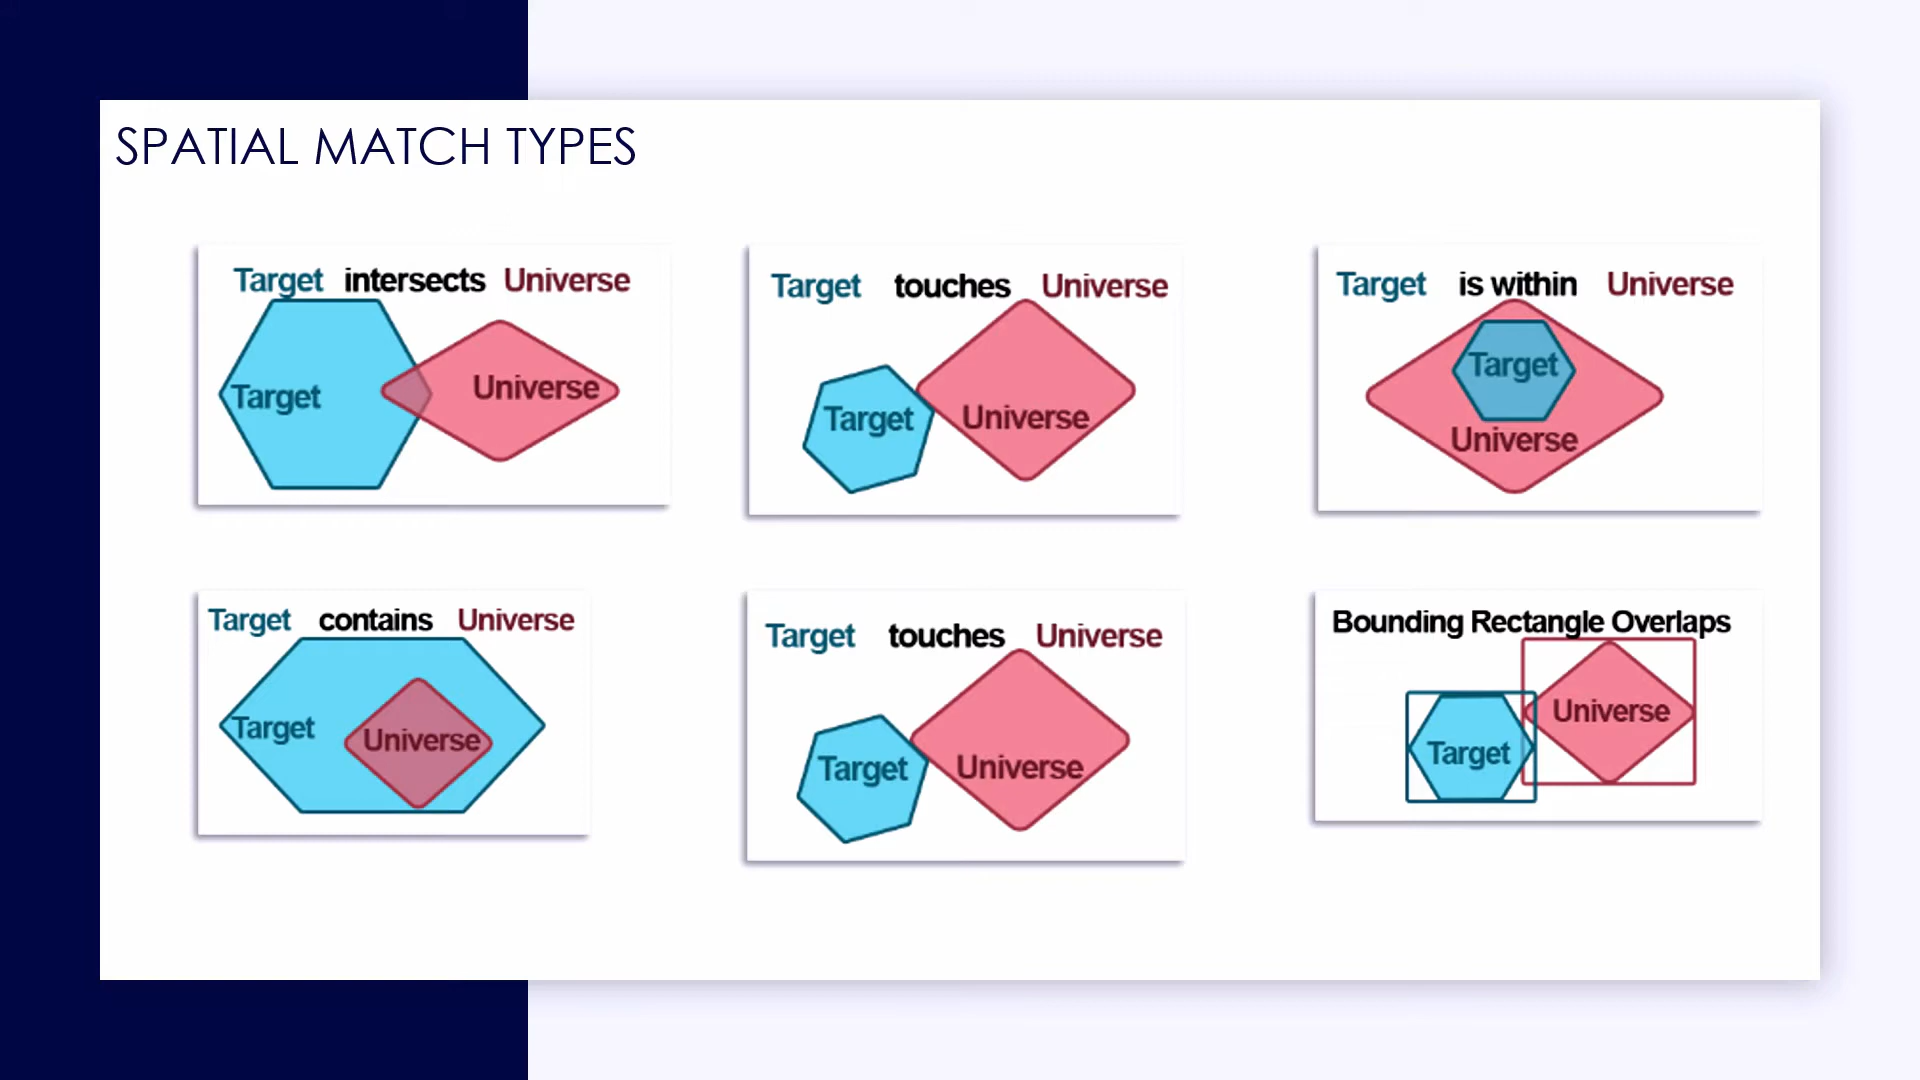 SPATIAL MATCH TYPES
Target intersects Universe
Target
Universe
Target touches Universe
Target
Universe
Target is within Universe
Target
Universe
Target contains Universe
Target
Universe
Target touches Universe
Target
Universe
Bounding Rectangle Overlaps
Universe
Target